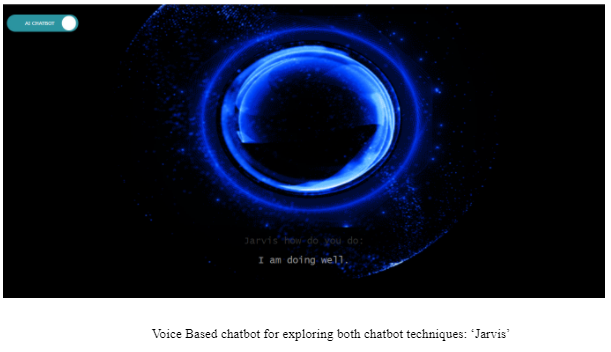 AI CHATBOT
Jarvis how do you do:
I am doing well.
Voice Based chatbot for exploring both chatbot techniques: ‘Jarvis’